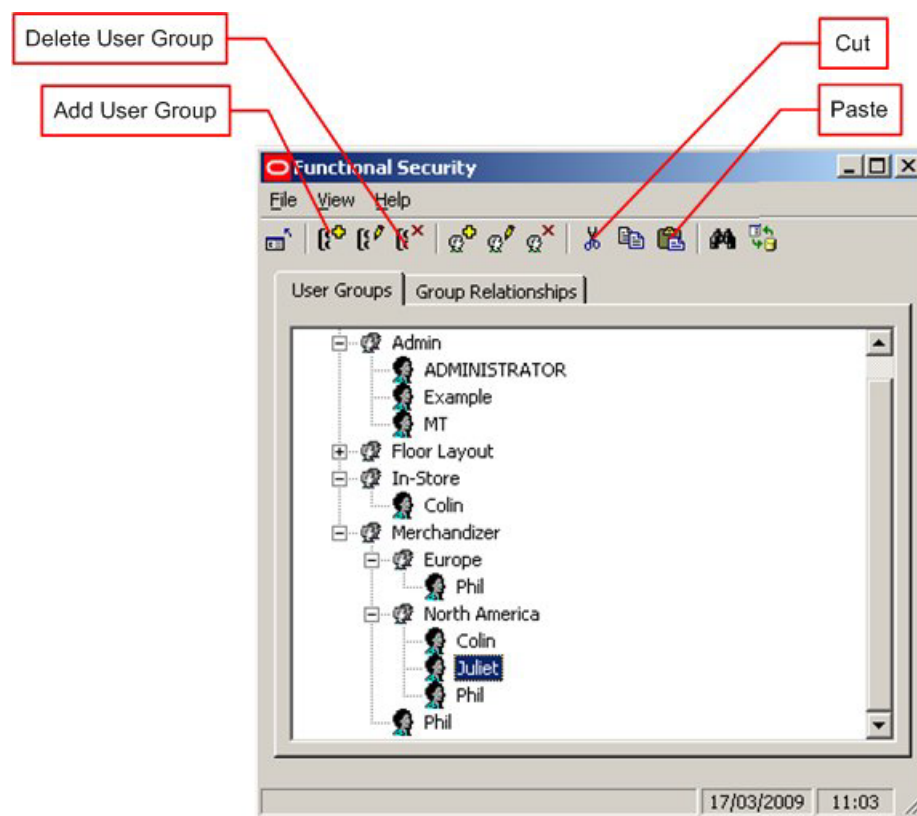 Delete User Group
Cut
Add User Group
Paste
Functional Security
File View Help
User Groups Group Relationships
Admin
ADMINISTRATOR
Example
MT
Floor Layout
In-Store
Colin
Merchandizer
Europe
Phil
North America
Colin
Juliet
Phil
Phil
17/03/2009 11:03